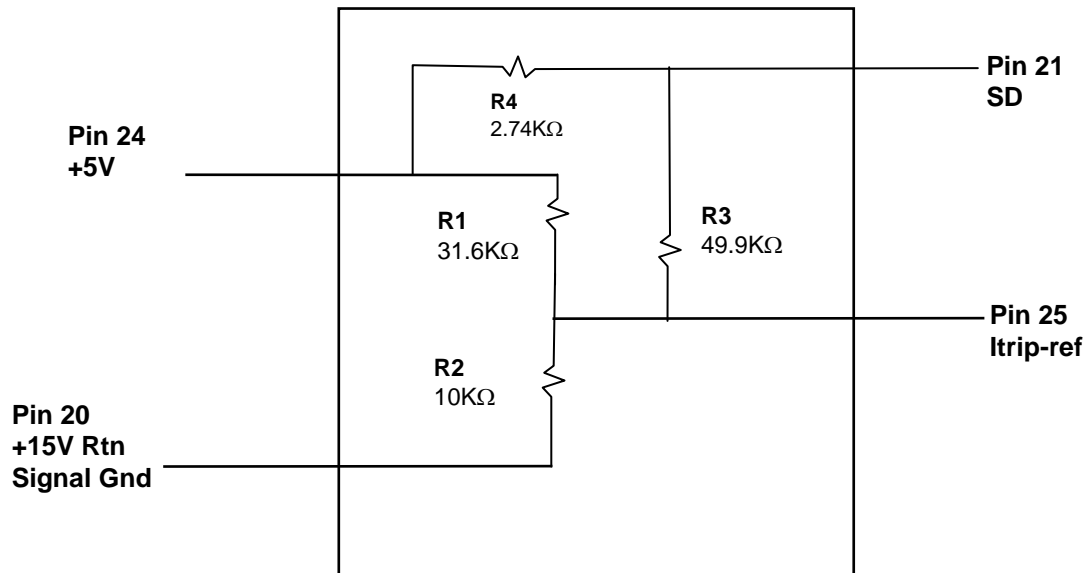 Pin 21
SD
R4
2.74KΩ
Pin 24
+5V
R1
31.6KΩ
R3
49.9KΩ
Pin 25
Itrip-ref
R2
10KΩ
Pin 20
+15V Rtn
Signal Gnd